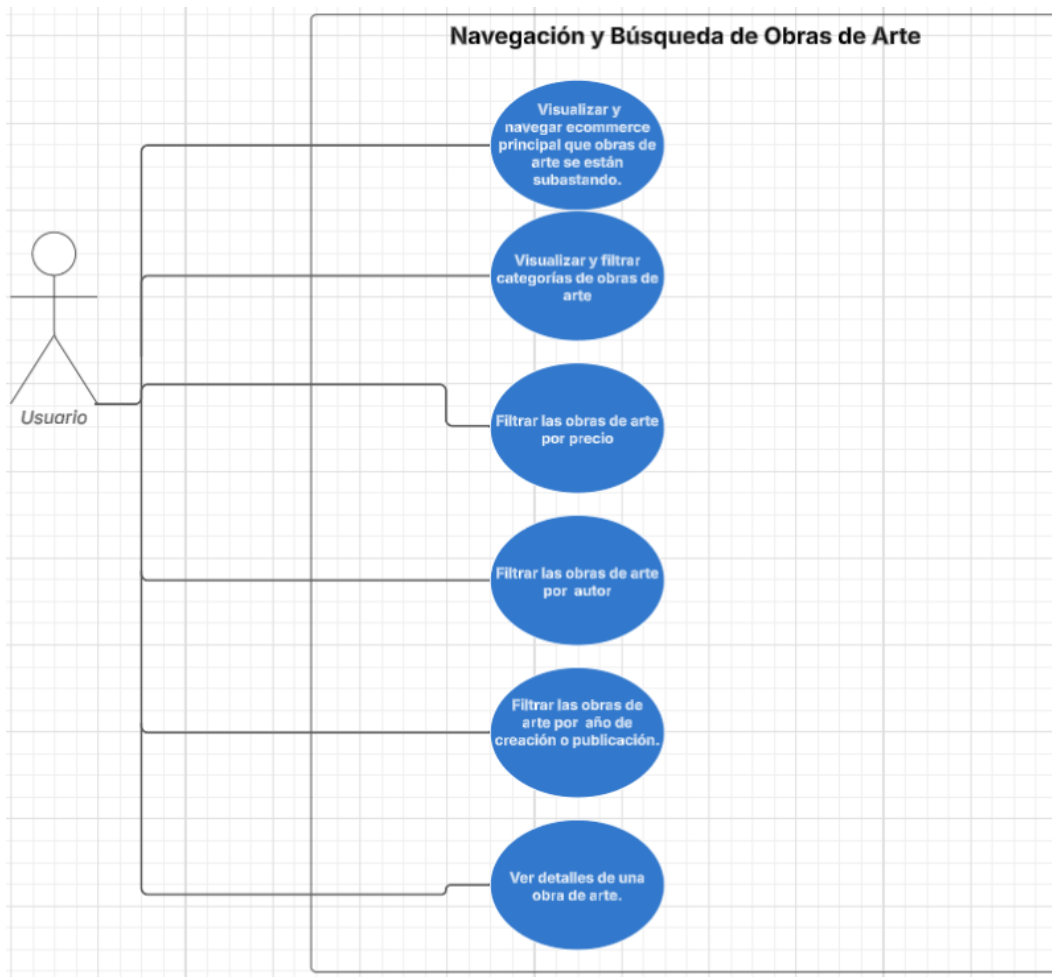 Navegación y Búsqueda de Obras de Arte
Visualizar y
navegar ecommerce
principal que obras de
arte se están
subastando.
Visualizar y filtrar
categorías de obras de
arte
Usuario
Filtrar las obras de arte
por precio
Filtrar las obras de arte
por autor
Filtrar las obras de
arte por año de
creación o publicación.
Ver detalles de una
obra de arte.